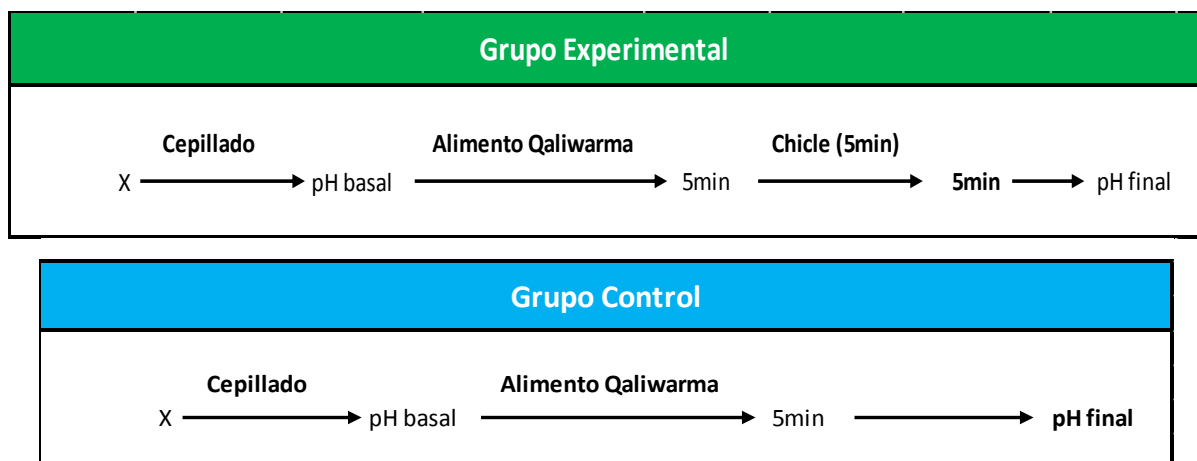 Grupo Experimental
Cepillado Alimento Qaliwarma Chicle (5min)
X pH basal 5min 5min pH final
Grupo Control
Cepillado Alimento Qaliwarma
X pH basal 5min pH final